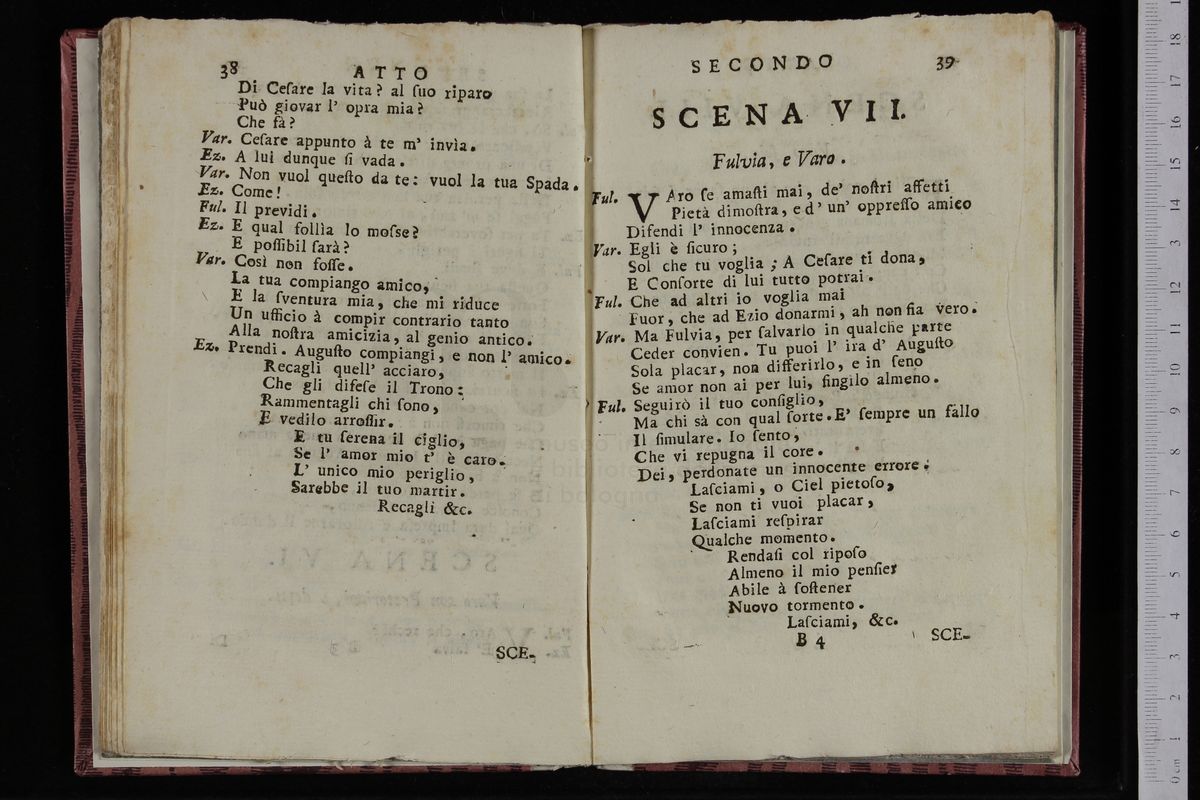 38 ATTO
Di Ceſare la vita? al ſuo riparo
Può giovar l' opra mia?
Che fà?
Var. Ceſare appunto à te m' invìa.
Ez. A lui dunque ſi vada.
Var. Non vuol queſto da te: vuol la tua Spada.
Ez. Come!
Ful. Il previdi.
Ez. E qual follìa lo moſse?
E poſſibil ſarà?
Var. Così non foſſe.
La tua compiango amico,
E la ſventura mia, che mi riduce
Un ufficio à compir contrario tanto
Alla noſtra amicizia, al genio antico.
Ez. Prendi. Auguſto compiangi, e non l' amico.
Recagli quell' acciaro,
Che gli difeſe il Trono:
Rammentagli chi ſono,
E vedilo arroſſir.
E tu ſerena il ciglio,
Se l' amor mio t' è caro.
L' unico mio periglio,
Sarebbe il tuo martir.
Recagli &c.
SCE-
SECONDO 39
SCENA VII.
Fulvia, e Varo.
Ful. VAro ſe amaſti mai, de' noſtri affetti
Pietà dimoſtra, e d' un' oppreſſo amico
Difendi l' innocenza.
Var. Egli è ſicuro;
Sol che tu voglia; A Ceſare ti dona,
E Conſorte di lui tutto potrai.
Ful. Che ad altri io voglia mai
Fuor, che ad Ezio donarmi, ah non ſia vero.
Var. Ma Fulvia, per ſalvarlo in qualche parte
Ceder convien. Tu puoi l' ira d' Auguſto
Sola placar, non differirlo, e in ſeno
Se amor non ai per lui, fingilo almeno.
Ful. Seguirò il tuo conſiglio,
Ma chi sà con qual ſorte. E' ſempre un fallo
Il ſimulare. Io ſento,
Che vi repugna il core.
Dei, perdonate un innocente errore.
Laſciami, o Ciel pietoſo,
Se non ti vuoi placar,
Laſciami reſpirar
Qualche momento.
Rendaſi col ripoſo
Almeno il mio penſier
Abile à ſoſtener
Nuovo tormento.
Laſciami, &c.
B 4 SCE-